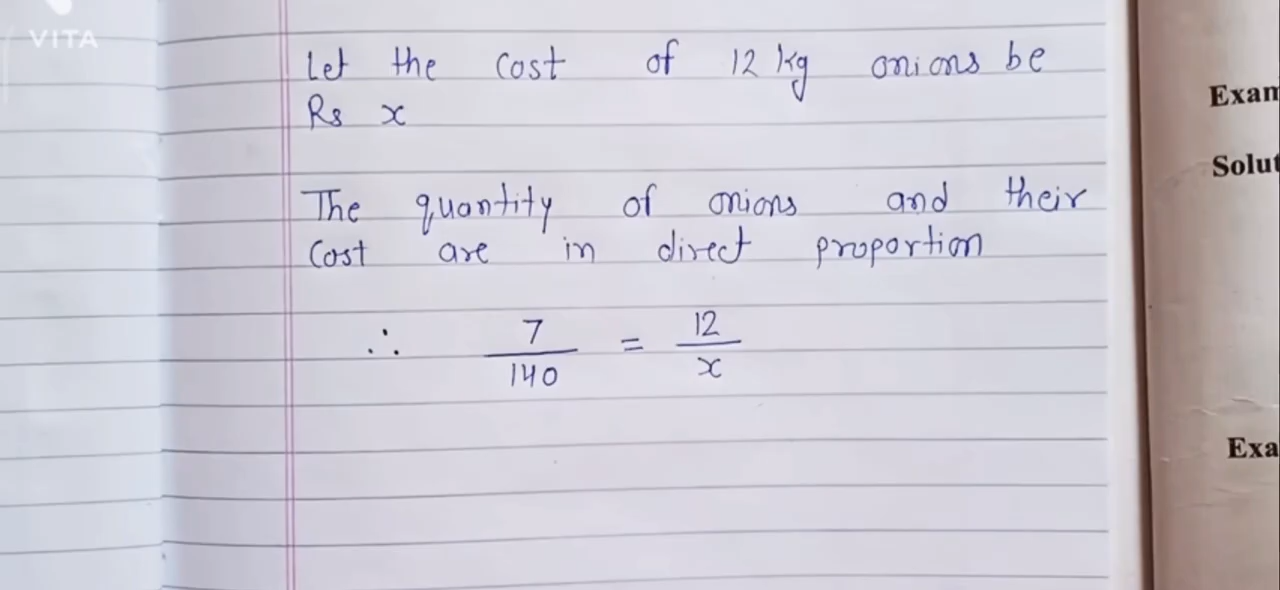 VITA
Let the cost of 12 kg onions be
Rs x
The quantity of onions and their
cost are in direct proportion
∴ 7/140 = 12/x
Exam
Solut
Exa